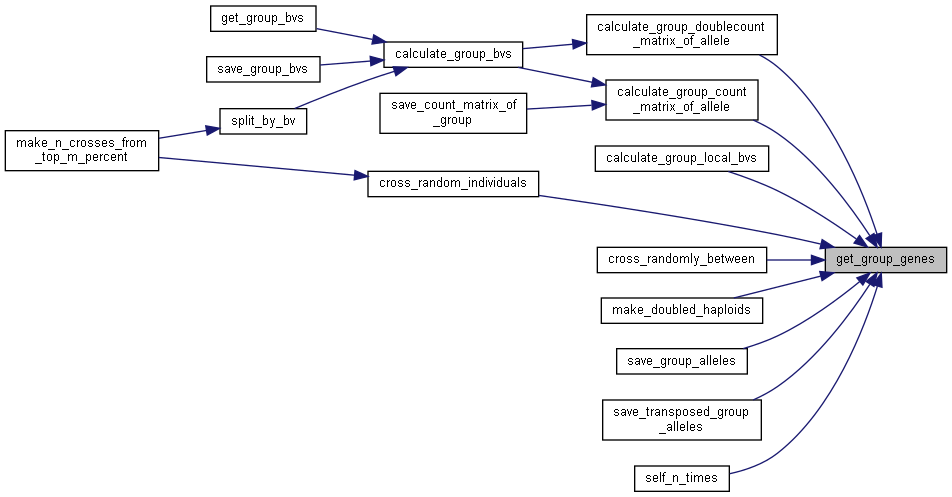 get_group_bvs
save_group_bvs
calculate_group_bvs
calculate_group_doublecount
_matrix_of_allele
calculate_group_count
_matrix_of_allele
save_count_matrix_of
_group
split_by_bv
make_n_crosses_from
_top_m_percent
calculate_group_local_bvs
cross_random_individuals
cross_randomly_between
get_group_genes
make_doubled_haploids
save_group_alleles
save_transposed_group
_alleles
self_n_times